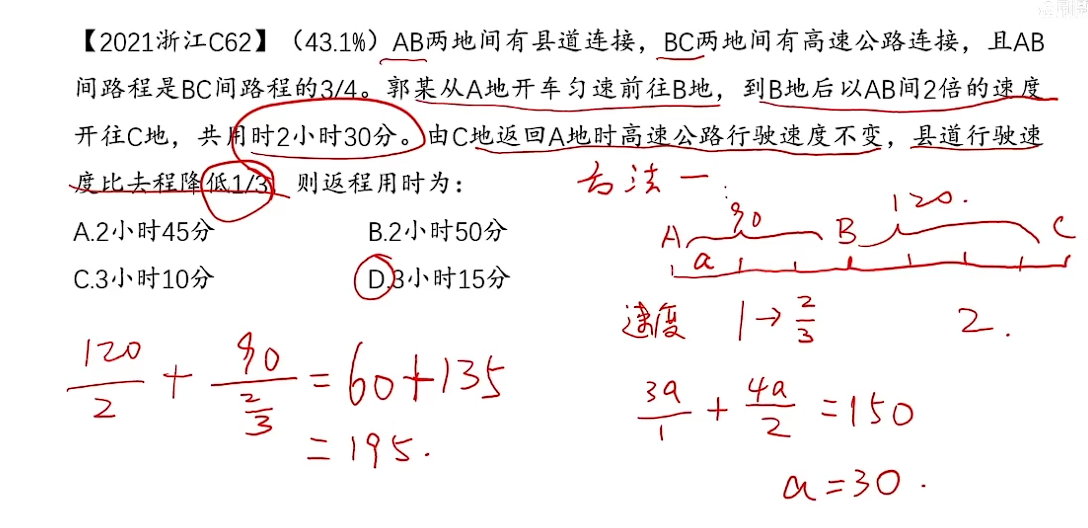 【2021浙江C62】（43.1%）AB两地间有县道连接，BC两地间有高速公路连接，且AB
间路程是BC间路程的3/4。郭某从A地开车匀速前往B地，到B地后以AB间2倍的速度
开往C地，共用时2小时30分。由C地返回A地时高速公路行驶速度不变，县道行驶速
度比去程降低1/3，则返程用时为：
方法一：
A.2小时45分
B.2小时50分
C.3小时10分
D.3小时15分
90
120.
A
B
C
a
速度 1→2/3 2.
120/2 + 90/(2/3) = 60+135
= 195.
3a/1 + 4a/2 = 150
a=30.